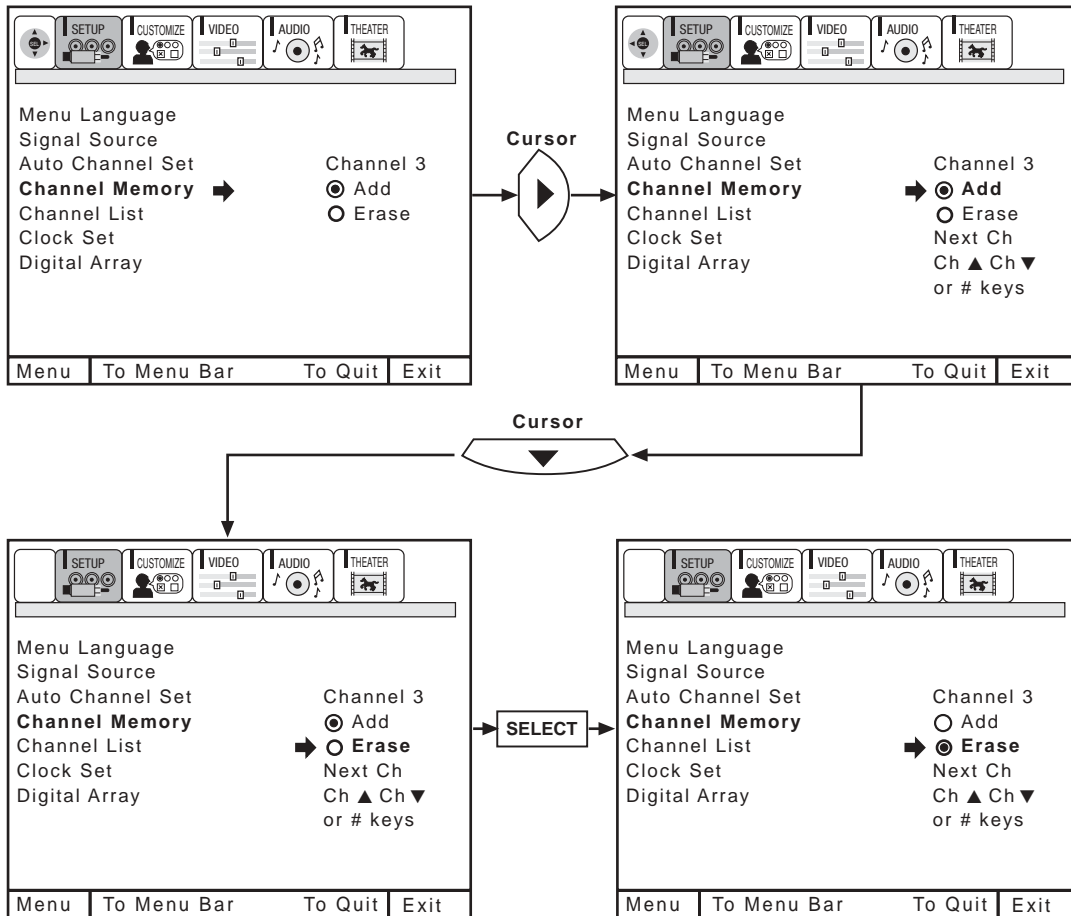 SEL
SETUP
CUSTOMIZE
VIDEO
AUDIO
THEATER
Menu Language
Signal Source
Auto Channel Set
Channel 3
Channel Memory
Add
Channel List
Erase
Clock Set
Digital Array
Menu
To Menu Bar
To Quit
Exit
Cursor
SEL
SETUP
CUSTOMIZE
VIDEO
AUDIO
THEATER
Menu Language
Signal Source
Auto Channel Set
Channel 3
Channel Memory
Add
Channel List
Erase
Clock Set
Next Ch
Digital Array
Ch ▲ Ch ▼
or # keys
Menu
To Menu Bar
To Quit
Exit
Cursor
SETUP
CUSTOMIZE
VIDEO
AUDIO
THEATER
Menu Language
Signal Source
Auto Channel Set
Channel 3
Channel Memory
Add
Channel List
Erase
Clock Set
Next Ch
Digital Array
Ch ▲ Ch ▼
or # keys
Menu
To Menu Bar
To Quit
Exit
SELECT
SETUP
CUSTOMIZE
VIDEO
AUDIO
THEATER
Menu Language
Signal Source
Auto Channel Set
Channel 3
Channel Memory
Add
Channel List
Erase
Clock Set
Next Ch
Digital Array
Ch ▲ Ch ▼
or # keys
Menu
To Menu Bar
To Quit
Exit